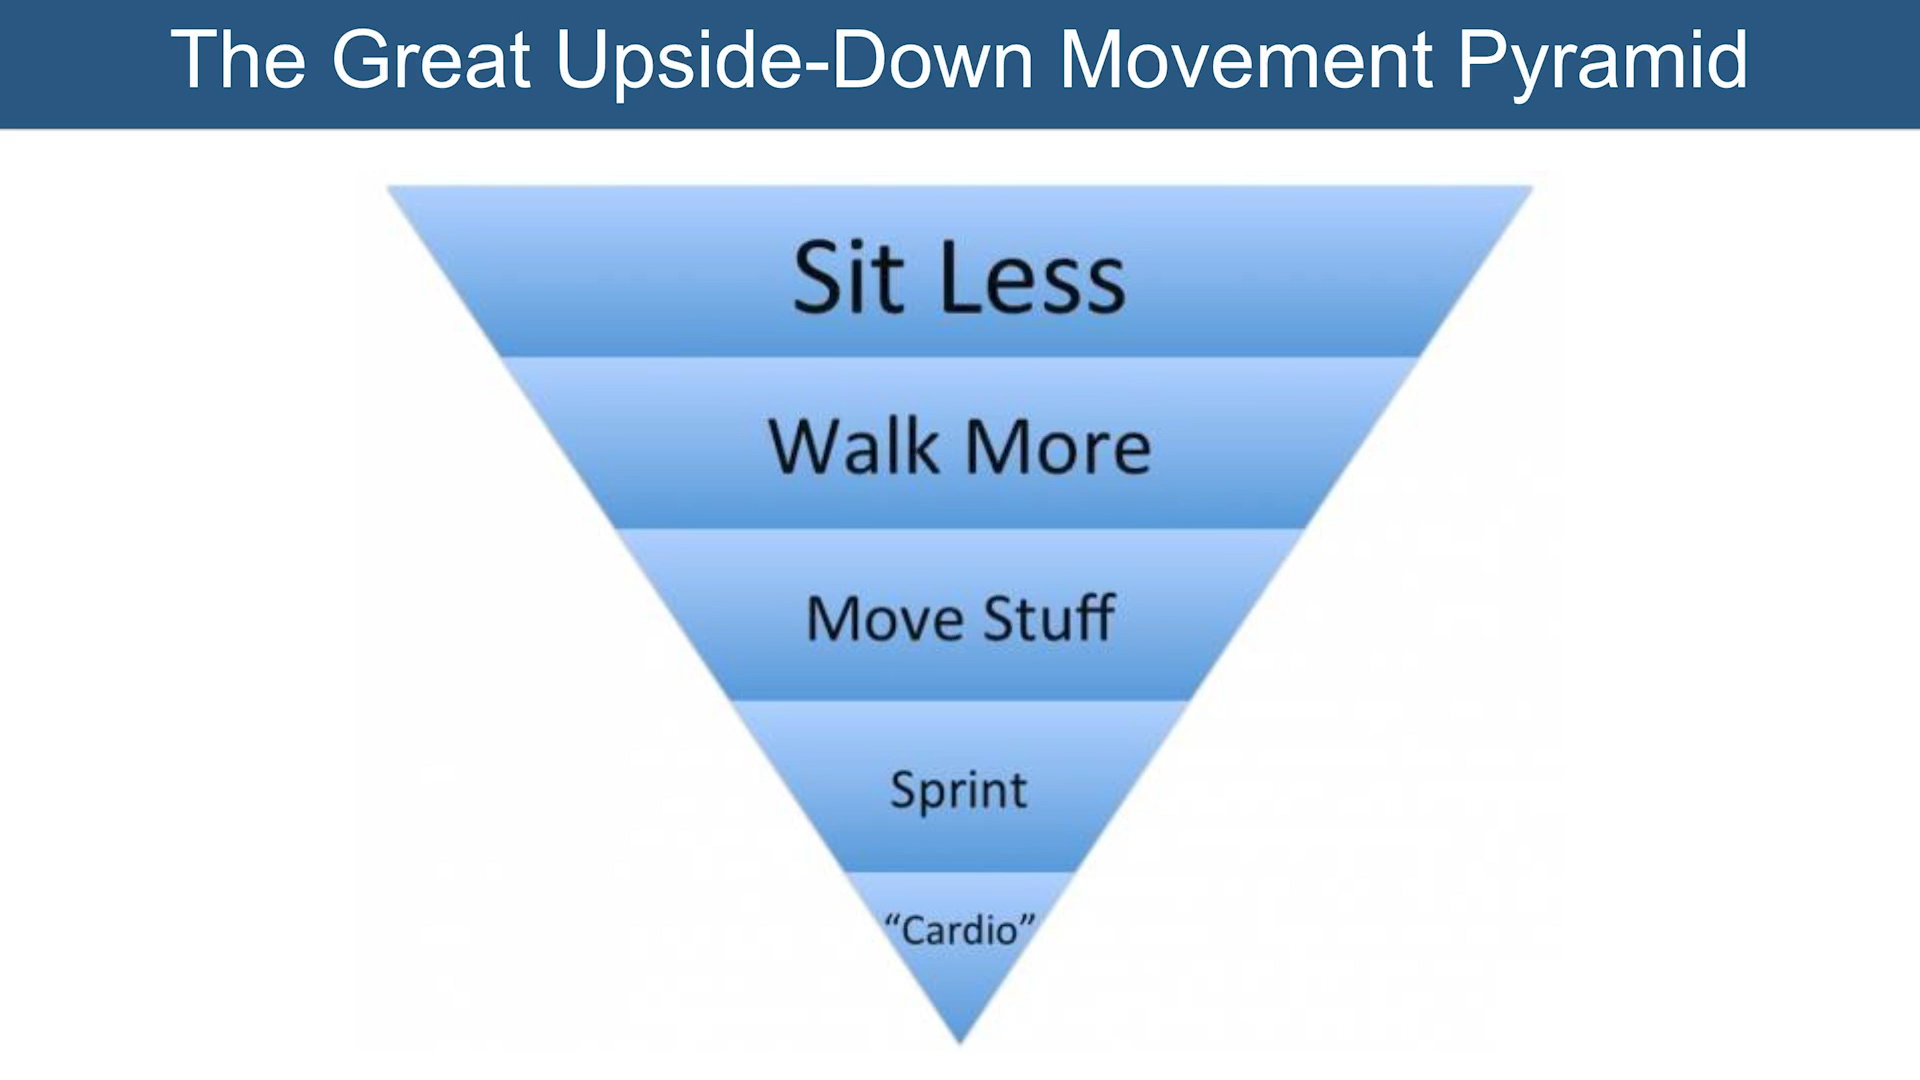 The Great Upside-Down Movement Pyramid
Sit Less
Walk More
Move Stuff
Sprint
“Cardio”